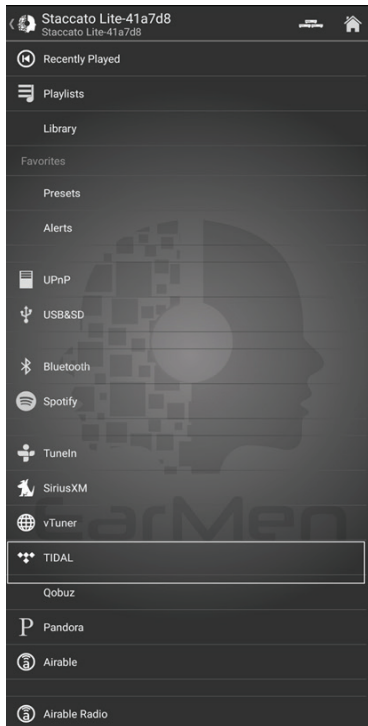 Staccato Lite-41a7d8
Staccato Lite-41a7d8
Recently Played
Playlists
Library
Favorites
Presets
Alerts
UPnP
USB&SD
Bluetooth
Spotify
TuneIn
SiriusXM
vTuner
EarMen
TIDAL
Qobuz
Pandora
Airable
Airable Radio